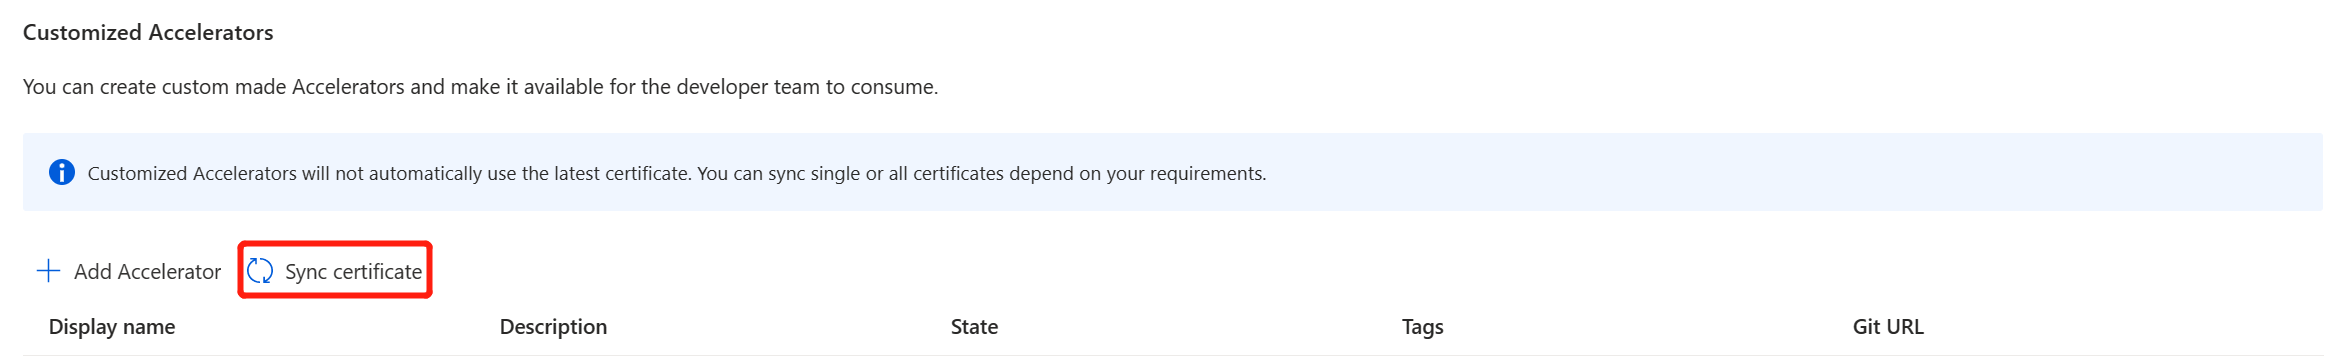 Customized Accelerators
You can create custom made Accelerators and make it available for the developer team to consume.
Customized Accelerators will not automatically use the latest certificate. You can sync single or all certificates depend on your requirements.
Add Accelerator Sync certificate
Display name Description State Tags Git URL